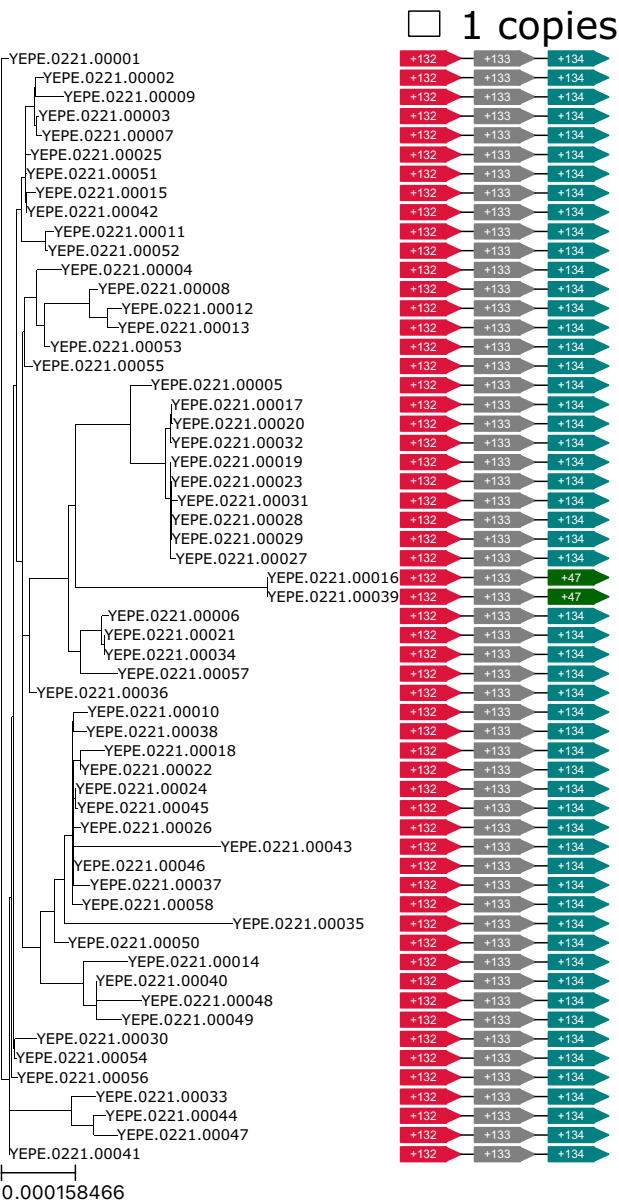 1 copies
YEPE.0221.00001 +132 +133 +134
YEPE.0221.00002 +132 +133 +134
YEPE.0221.00009 +132 +133 +134
YEPE.0221.00003 +132 +133 +134
YEPE.0221.00007 +132 +133 +134
YEPE.0221.00025 +132 +133 +134
YEPE.0221.00051 +132 +133 +134
YEPE.0221.00015 +132 +133 +134
YEPE.0221.00042 +132 +133 +134
YEPE.0221.00011 +132 +133 +134
YEPE.0221.00052 +132 +133 +134
YEPE.0221.00004 +132 +133 +134
YEPE.0221.00008 +132 +133 +134
YEPE.0221.00012 +132 +133 +134
YEPE.0221.00013 +132 +133 +134
YEPE.0221.00053 +132 +133 +134
YEPE.0221.00055 +132 +133 +134
YEPE.0221.00005 +132 +133 +134
YEPE.0221.00017 +132 +133 +134
YEPE.0221.00020 +132 +133 +134
YEPE.0221.00032 +132 +133 +134
YEPE.0221.00019 +132 +133 +134
YEPE.0221.00023 +132 +133 +134
YEPE.0221.00031 +132 +133 +134
YEPE.0221.00028 +132 +133 +134
YEPE.0221.00029 +132 +133 +134
YEPE.0221.00027 +132 +133 +134
YEPE.0221.00016 +132 +133 +47
YEPE.0221.00039 +132 +133 +47
YEPE.0221.00006 +132 +133 +134
YEPE.0221.00021 +132 +133 +134
YEPE.0221.00034 +132 +133 +134
YEPE.0221.00057 +132 +133 +134
YEPE.0221.00036 +132 +133 +134
YEPE.0221.00010 +132 +133 +134
YEPE.0221.00038 +132 +133 +134
YEPE.0221.00018 +132 +133 +134
YEPE.0221.00022 +132 +133 +134
YEPE.0221.00024 +132 +133 +134
YEPE.0221.00045 +132 +133 +134
YEPE.0221.00026 +132 +133 +134
YEPE.0221.00043 +132 +133 +134
YEPE.0221.00046 +132 +133 +134
YEPE.0221.00037 +132 +133 +134
YEPE.0221.00058 +132 +133 +134
YEPE.0221.00035 +132 +133 +134
YEPE.0221.00050 +132 +133 +134
YEPE.0221.00014 +132 +133 +134
YEPE.0221.00040 +132 +133 +134
YEPE.0221.00048 +132 +133 +134
YEPE.0221.00049 +132 +133 +134
YEPE.0221.00030 +132 +133 +134
YEPE.0221.00054 +132 +133 +134
YEPE.0221.00056 +132 +133 +134
YEPE.0221.00033 +132 +133 +134
YEPE.0221.00044 +132 +133 +134
YEPE.0221.00047 +132 +133 +134
YEPE.0221.00041 +132 +133 +134
0.000158466